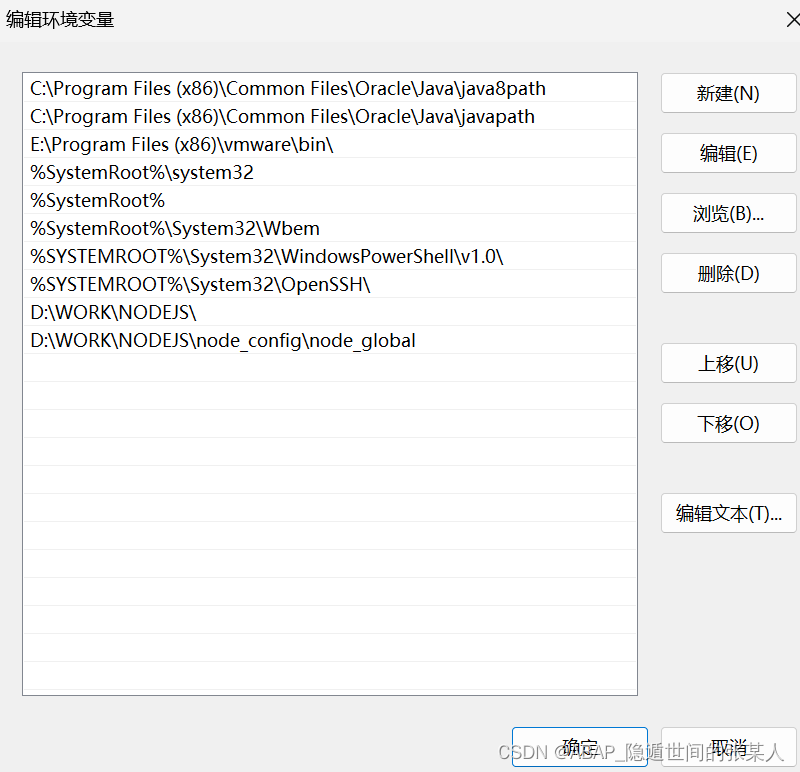 编辑环境变量
C:\Program Files (x86)\Common Files\Oracle\Java\java8path
C:\Program Files (x86)\Common Files\Oracle\Java\javapath
E:\Program Files (x86)\vmware\bin\
%SystemRoot%\system32
%SystemRoot%
%SystemRoot%\System32\Wbem
%SYSTEMROOT%\System32\WindowsPowerShell\v1.0\
%SYSTEMROOT%\System32\OpenSSH\
D:\WORK\NODEJS\
D:\WORK\NODEJS\node_config\node_global
新建(N)
编辑(E)
浏览(B)...
删除(D)
上移(U)
下移(O)
编辑文本(T)...
确定
取消
CSDN @ABAP_隐遁世间的张某人